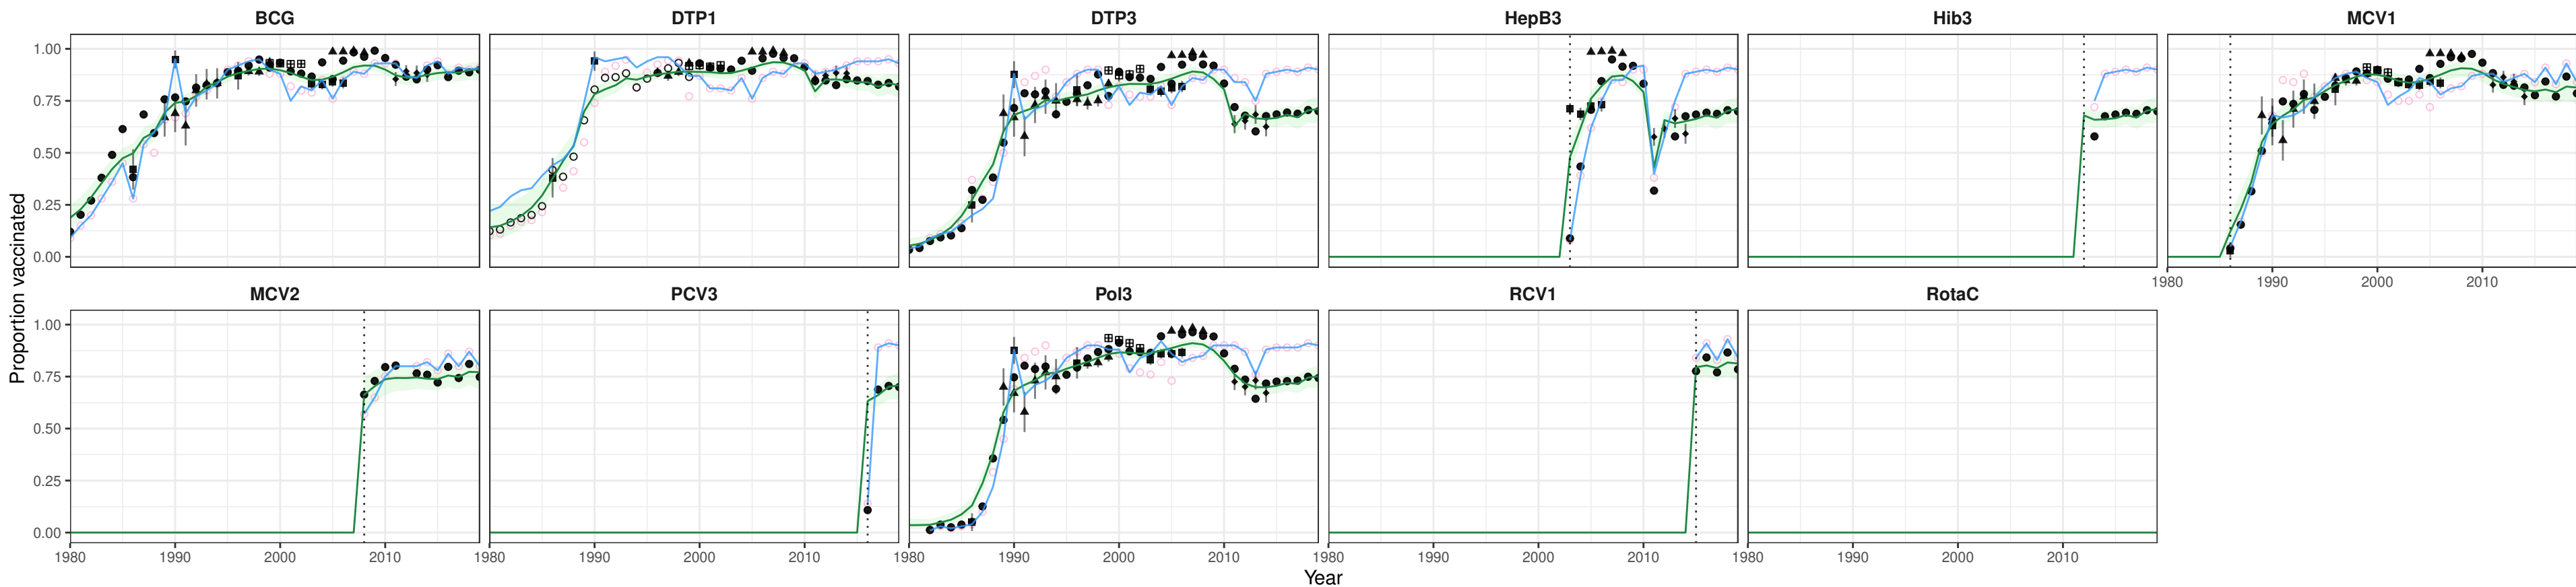 BCG DTP1 DTP3 HepB3 Hib3 MCV1
1.00
0.75
0.50
0.25
0.00
1980 1990 2000 2010
MCV2 PCV3 Pol3 RCV1 RotaC
1.00
0.75
0.50
0.25
0.00
1980 1990 2000 2010 1980 1990 2000 2010 1980 1990 2000 2010 1980 1990 2000 2010 1980 1990 2000 2010
Proportion vaccinated
Year